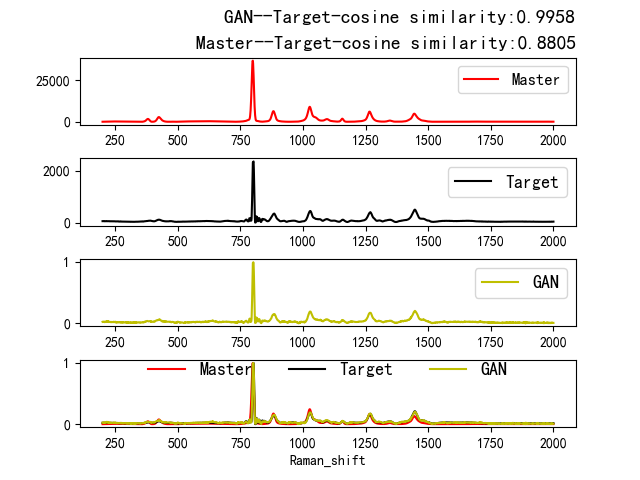 GAN--Target-cosine similarity:0.9958
Master--Target-cosine similarity:0.8805
25000
0
Master
250 500 750 1000 1250 1500 1750 2000
2000
0
Target
250 500 750 1000 1250 1500 1750 2000
1
0
GAN
250 500 750 1000 1250 1500 1750 2000
1
0
Master Target GAN
250 500 750 1000 1250 1500 1750 2000
Raman_shift